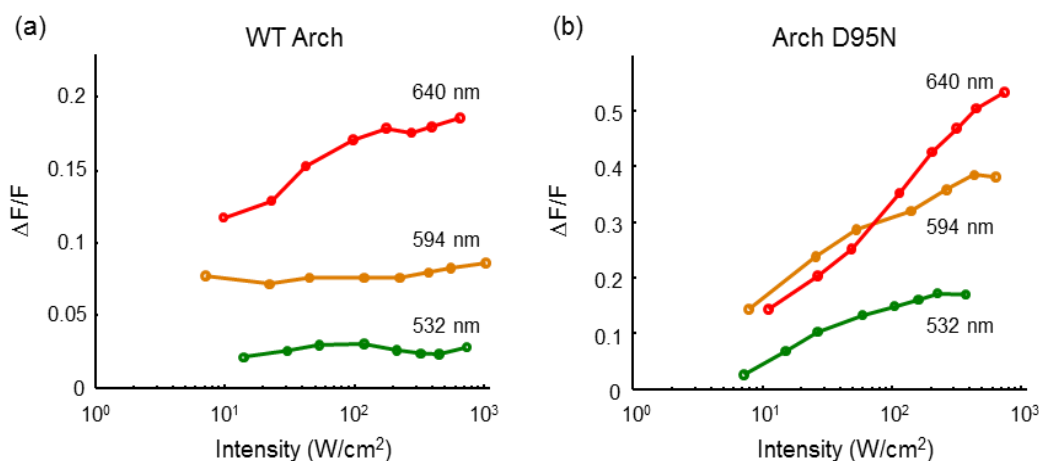 (a)
WT Arch
0.2
0.15
0.1
0.05
0
ΔF/F
640 nm
594 nm
532 nm
10⁰
10¹
10²
10³
Intensity (W/cm²)
(b)
Arch D95N
0.5
0.4
0.3
0.2
0.1
0
ΔF/F
640 nm
594 nm
532 nm
10⁰
10¹
10²
10³
Intensity (W/cm²)